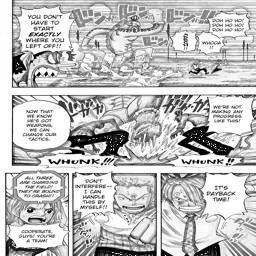 YOU DON'T
HAVE TO
START
EXACTLY
WHERE YOU
LEFT OFF!!
WHOGA
!!
DOH HO HO!
DOH HO HO!
DOH HO HO!
NOW THAT
WE KNOW
HE'S GOT
WEAPONS,
WE CAN
CHANGE OUR
TACTICS.
WE'RE NOT
MAKING ANY
PROGRESS
LIKE THIS!
WHUNK!!!
WHUNK!!
ALL THREE
ARE CHARGING
THE FIELD!
THEY'RE BOUND
TO CRASH!!
COOPERATE,
GUYS! YOU'RE
A TEAM!
DON'T
INTERFERE--
I CAN
HANDLE
THIS BY
MYSELF!!
IT'S
PAYBACK
TIME!